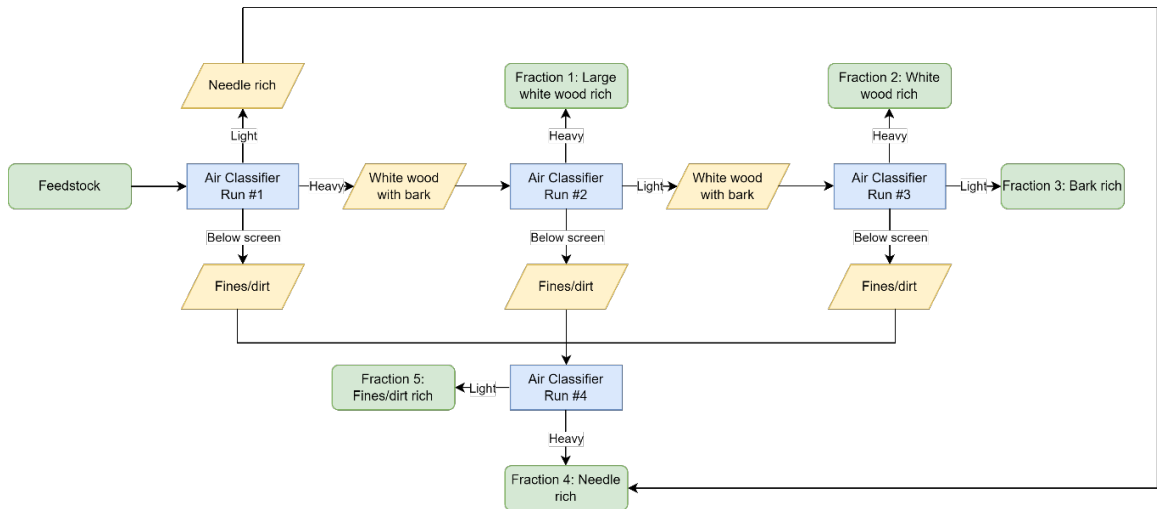 Needle rich
Fraction 1: Large
white wood rich
Fraction 2: White
wood rich
Light
Heavy
Heavy
Feedstock
Air Classifier
Run #1
Heavy
White wood
with bark
Air Classifier
Run #2
Light
White wood
with bark
Air Classifier
Run #3
Light
Fraction 3: Bark rich
Below screen
Below screen
Below screen
Fines/dirt
Fines/dirt
Fines/dirt
Fraction 5:
Fines/dirt rich
Light
Air Classifier
Run #4
Heavy
Fraction 4: Needle
rich